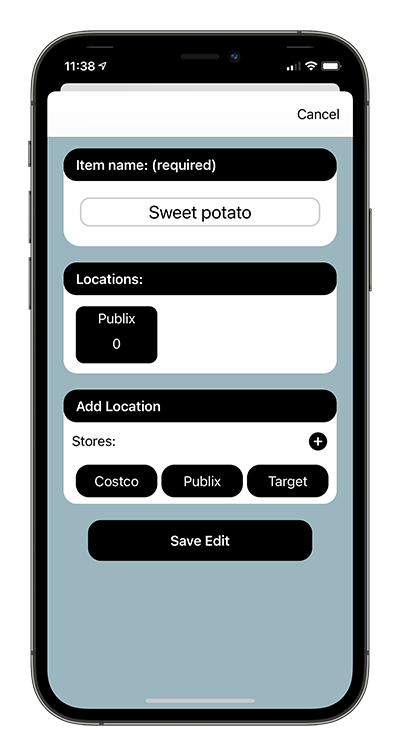 11:38
Cancel
Item name: (required)
Sweet potato
Locations:
Publix
0
Add Location
Stores:
Costco Publix Target
Save Edit